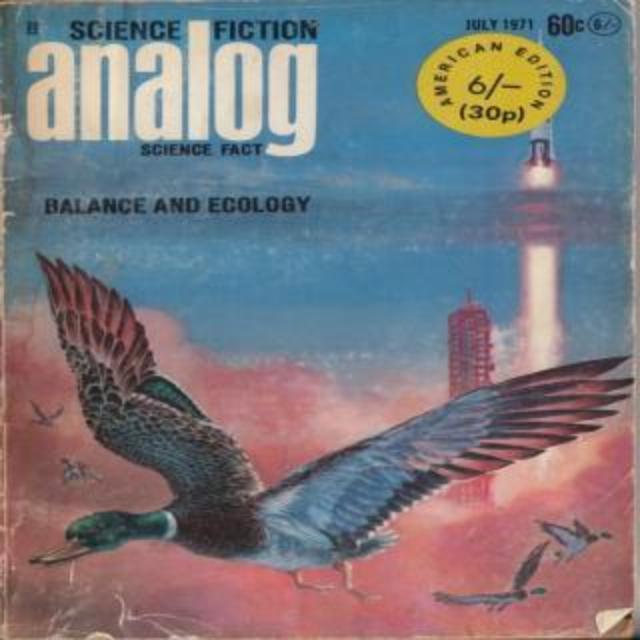 SCIENCE FICTION
JULY 1971 60c 6/-
analog
AMERICAN EDITION
6/-
(30p)
SCIENCE FACT
BALANCE AND ECOLOGY